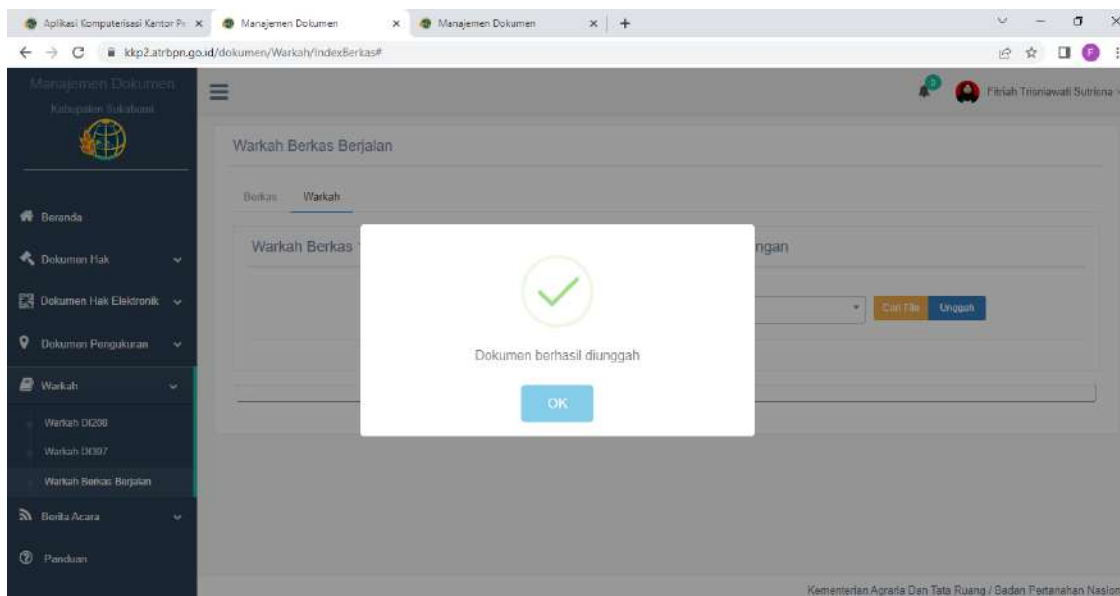 Aplikasi Komputerisasi Kantor Pe
Manajemen Dokumen
Manajemen Dokumen
kkp2.atrbpn.go.id/dokumen/Warkah/IndexBerkas#
Manajemen Dokumen
Kabupaten Sukabumi
Fitriah Trisniawati Sutrisna
Warkah Berkas Berjalan
Berkas
Warkah
Beranda
Warkah Berkas
ngan
Dokumen Hak
Dokumen Hak Elektronik
Cari File
Unggah
Dokumen Pengukuran
Dokumen berhasil diunggah
Warkah
OK
Warkah DI208
Warkah DI307
Warkah Berkas Berjalan
Berita Acara
Panduan
Kementerian Agraria Dan Tata Ruang / Badan Pertanahan Nasion